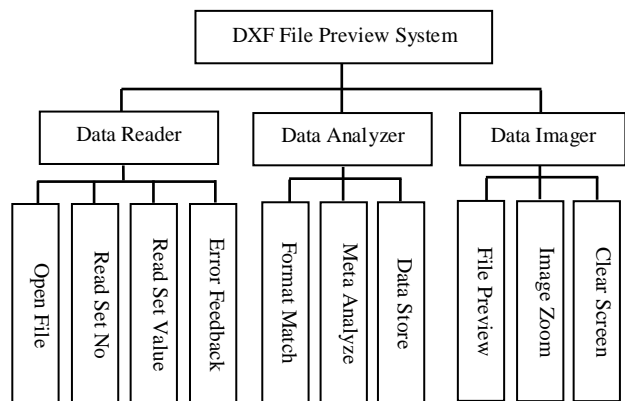 DXF File Preview System
Data Reader
Data Analyzer
Data Imager
Open File
Read Set No
Read Set Value
Error Feedback
Format Match
Meta Analyze
Data Store
File Preview
Image Zoom
Clear Screen